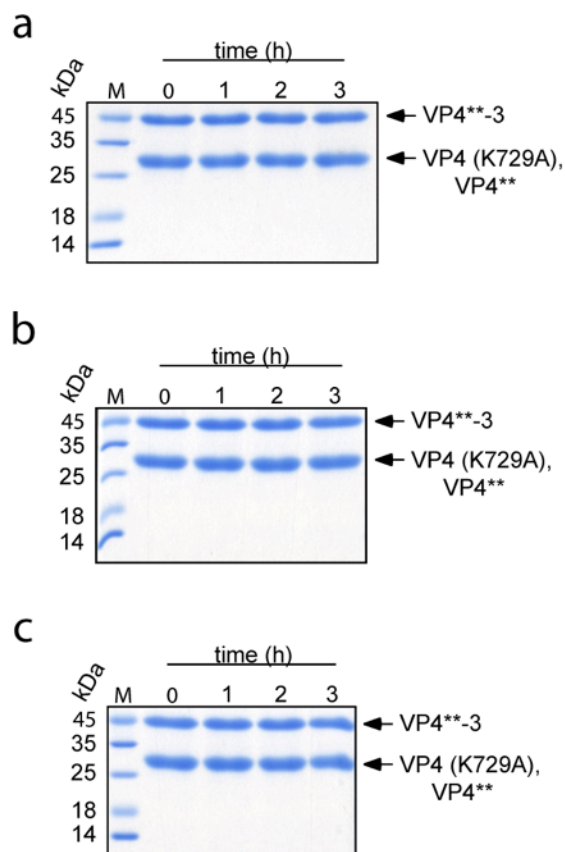 a
time (h)
kDa
M 0 1 2 3
45
35
25
18
14
VP4**-3
VP4 (K729A),
VP4**
b
time (h)
kDa
M 0 1 2 3
45
35
25
18
14
VP4**-3
VP4 (K729A),
VP4**
c
time (h)
kDa
M 0 1 2 3
45
35
25
18
14
VP4**-3
VP4 (K729A),
VP4**